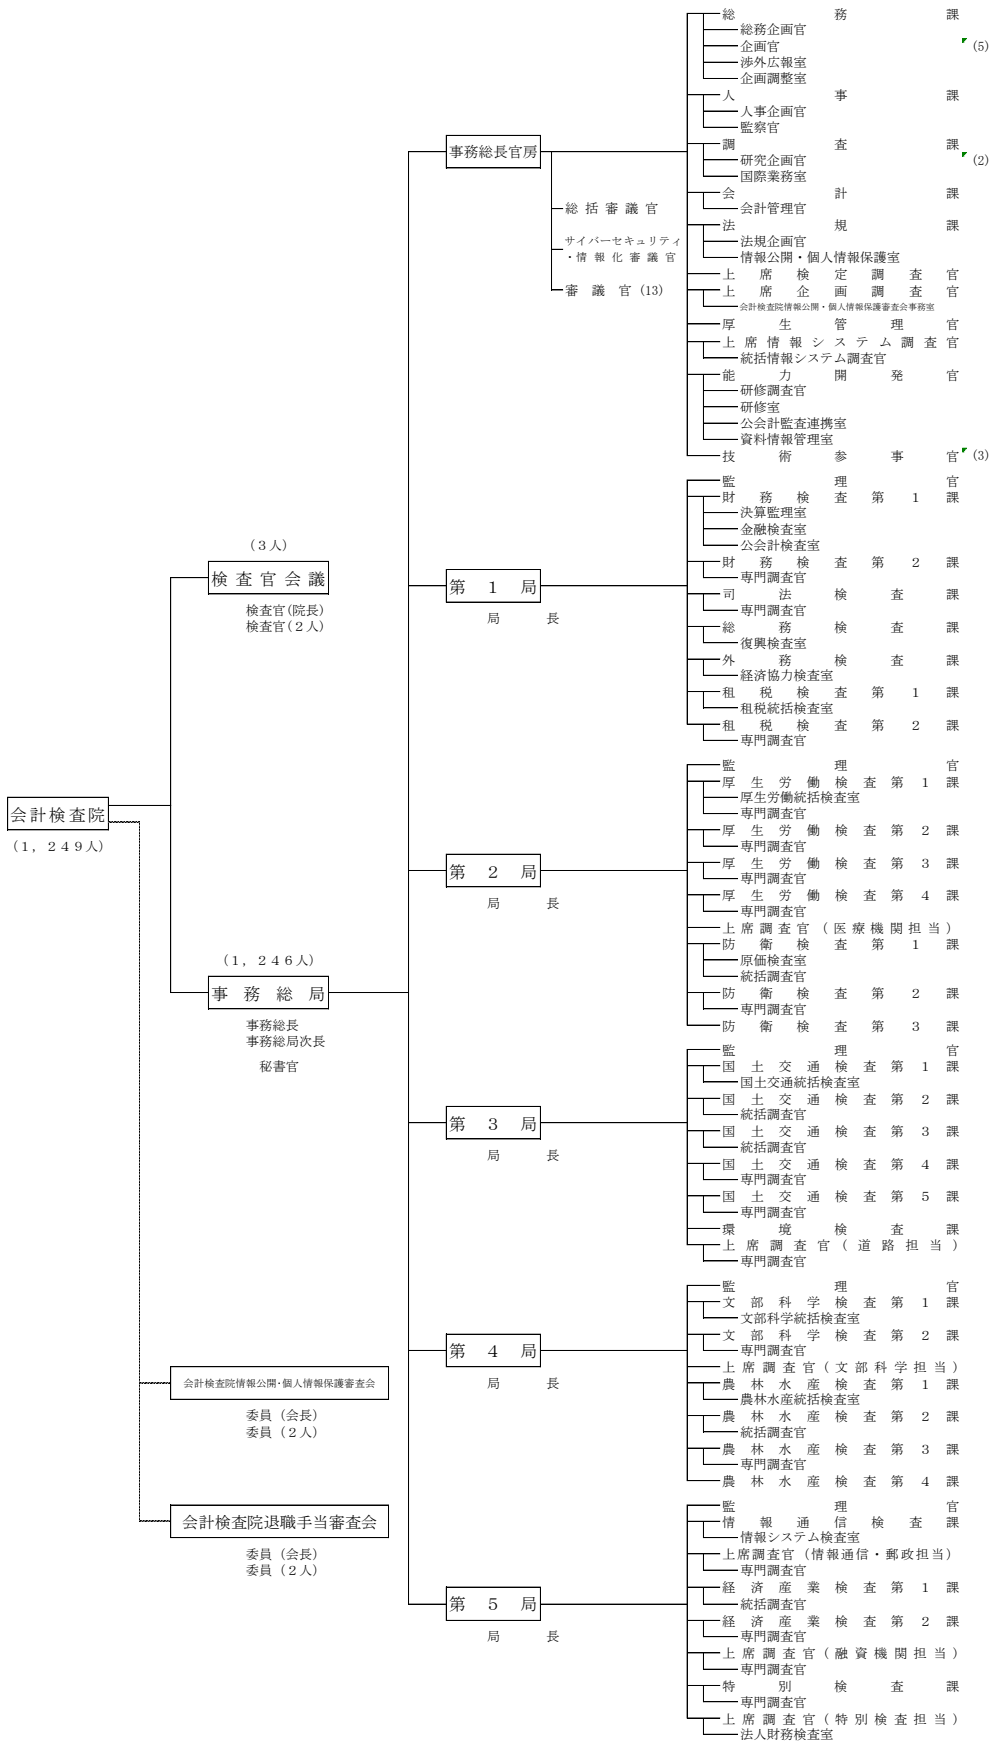 会計検査院
(１，２４９人)
(３人)
検査官会議
検査官(院長)
検査官(２人)
(１，２４６人)
事務総局
事務総長
事務総局次長
秘書官
会計検査院情報公開・個人情報保護審査会
委員（会長）
委員（２人）
会計検査院退職手当審査会
委員（会長）
委員（２人）
事務総長官房
総括審議官
サイバーセキュリティ
・情報化審議官
審議官 (13)
総務課
総務企画官
企画官 (5)
渉外広報室
企画調整室
人事課
人事企画官
監察官
調査課
研究企画官 (2)
国際業務室
会計課
会計管理官
法規課
法規企画官
情報公開・個人情報保護室
上席検定調査官
上席企画調査官
会計検査院情報公開・個人情報保護審査会事務室
厚生管理官
上席情報システム調査官
統括情報システム調査官
能力開発官
研修調査官
研修室
公会計監査連携室
資料情報管理室
技術参事官 (3)
第１局
局長
監理官
財務検査第１課
決算監理室
金融検査室
公会計検査室
財務検査第２課
専門調査官
司法検査課
専門調査官
総務検査課
復興検査室
外務検査課
経済協力検査室
租税検査第１課
租税統括検査室
租税検査第２課
専門調査官
第２局
局長
監理官
厚生労働検査第１課
厚生労働統括検査室
専門調査官
厚生労働検査第２課
専門調査官
厚生労働検査第３課
専門調査官
厚生労働検査第４課
専門調査官
上席調査官（医療機関担当）
防衛検査第１課
原価検査室
統括調査官
防衛検査第２課
専門調査官
防衛検査第３課
第３局
局長
監理官
国土交通検査第１課
国土交通統括検査室
国土交通検査第２課
統括調査官
国土交通検査第３課
統括調査官
国土交通検査第４課
専門調査官
国土交通検査第５課
専門調査官
環境検査課
上席調査官（道路担当）
専門調査官
第４局
局長
監理官
文部科学検査第１課
文部科学統括検査室
文部科学検査第２課
専門調査官
上席調査官（文部科学担当）
農林水産検査第１課
農林水産統括検査室
農林水産検査第２課
統括調査官
農林水産検査第３課
専門調査官
農林水産検査第４課
第５局
局長
監理官
情報通信検査課
情報システム検査室
上席調査官（情報通信・郵政担当）
専門調査官
経済産業検査第１課
統括調査官
経済産業検査第２課
専門調査官
上席調査官（融資機関担当）
専門調査官
特別検査課
専門調査官
上席調査官（特別検査担当）
法人財務検査室